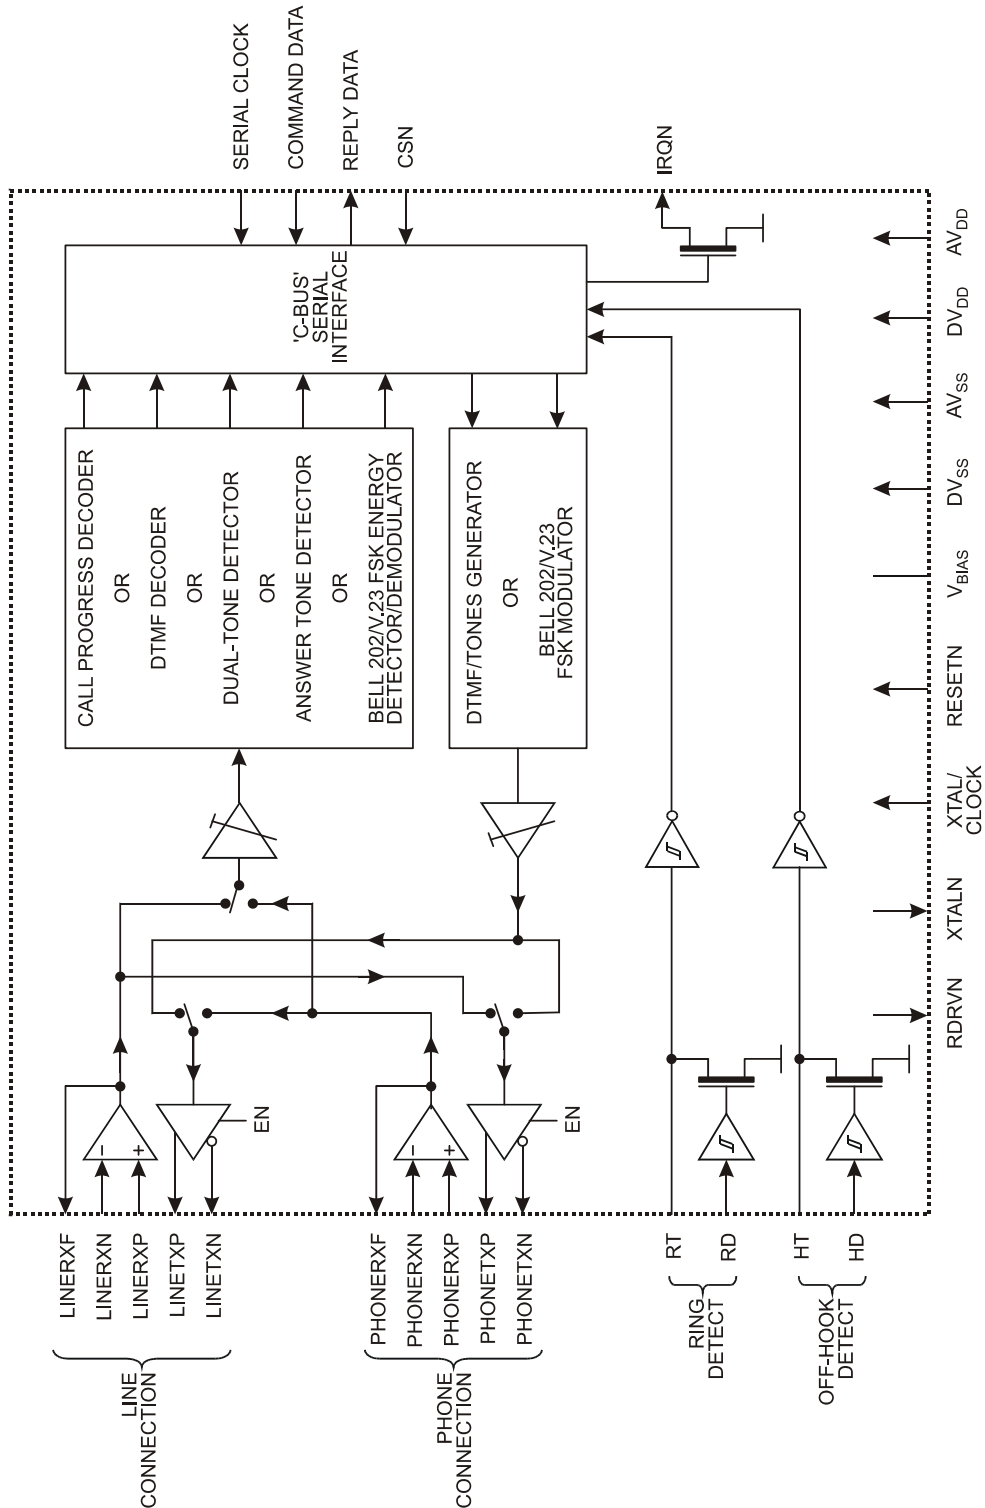 LINERXF
LINERXN
LINERXP
LINETXP
LINETXN
LINE
CONNECTION
-
+
EN
PHONERXF
PHONERXN
PHONERXP
PHONETXP
PHONETXN
PHONE
CONNECTION
-
+
EN
RT
RD
RING
DETECT
HT
HD
OFF-HOOK
DETECT
CALL PROGRESS DECODER
OR
DTMF DECODER
OR
DUAL-TONE DETECTOR
OR
ANSWER TONE DETECTOR
OR
BELL 202/V.23 FSK ENERGY
DETECTOR/DEMODULATOR
DTMF/TONES GENERATOR
OR
BELL 202/V.23
FSK MODULATOR
'C-BUS'
SERIAL
INTERFACE
SERIAL CLOCK
COMMAND DATA
REPLY DATA
CSN
IRQN
RDRVN
XTALN
XTAL/
CLOCK
RESETN
VBIAS
DVSS
AVSS
DVDD
AVDD